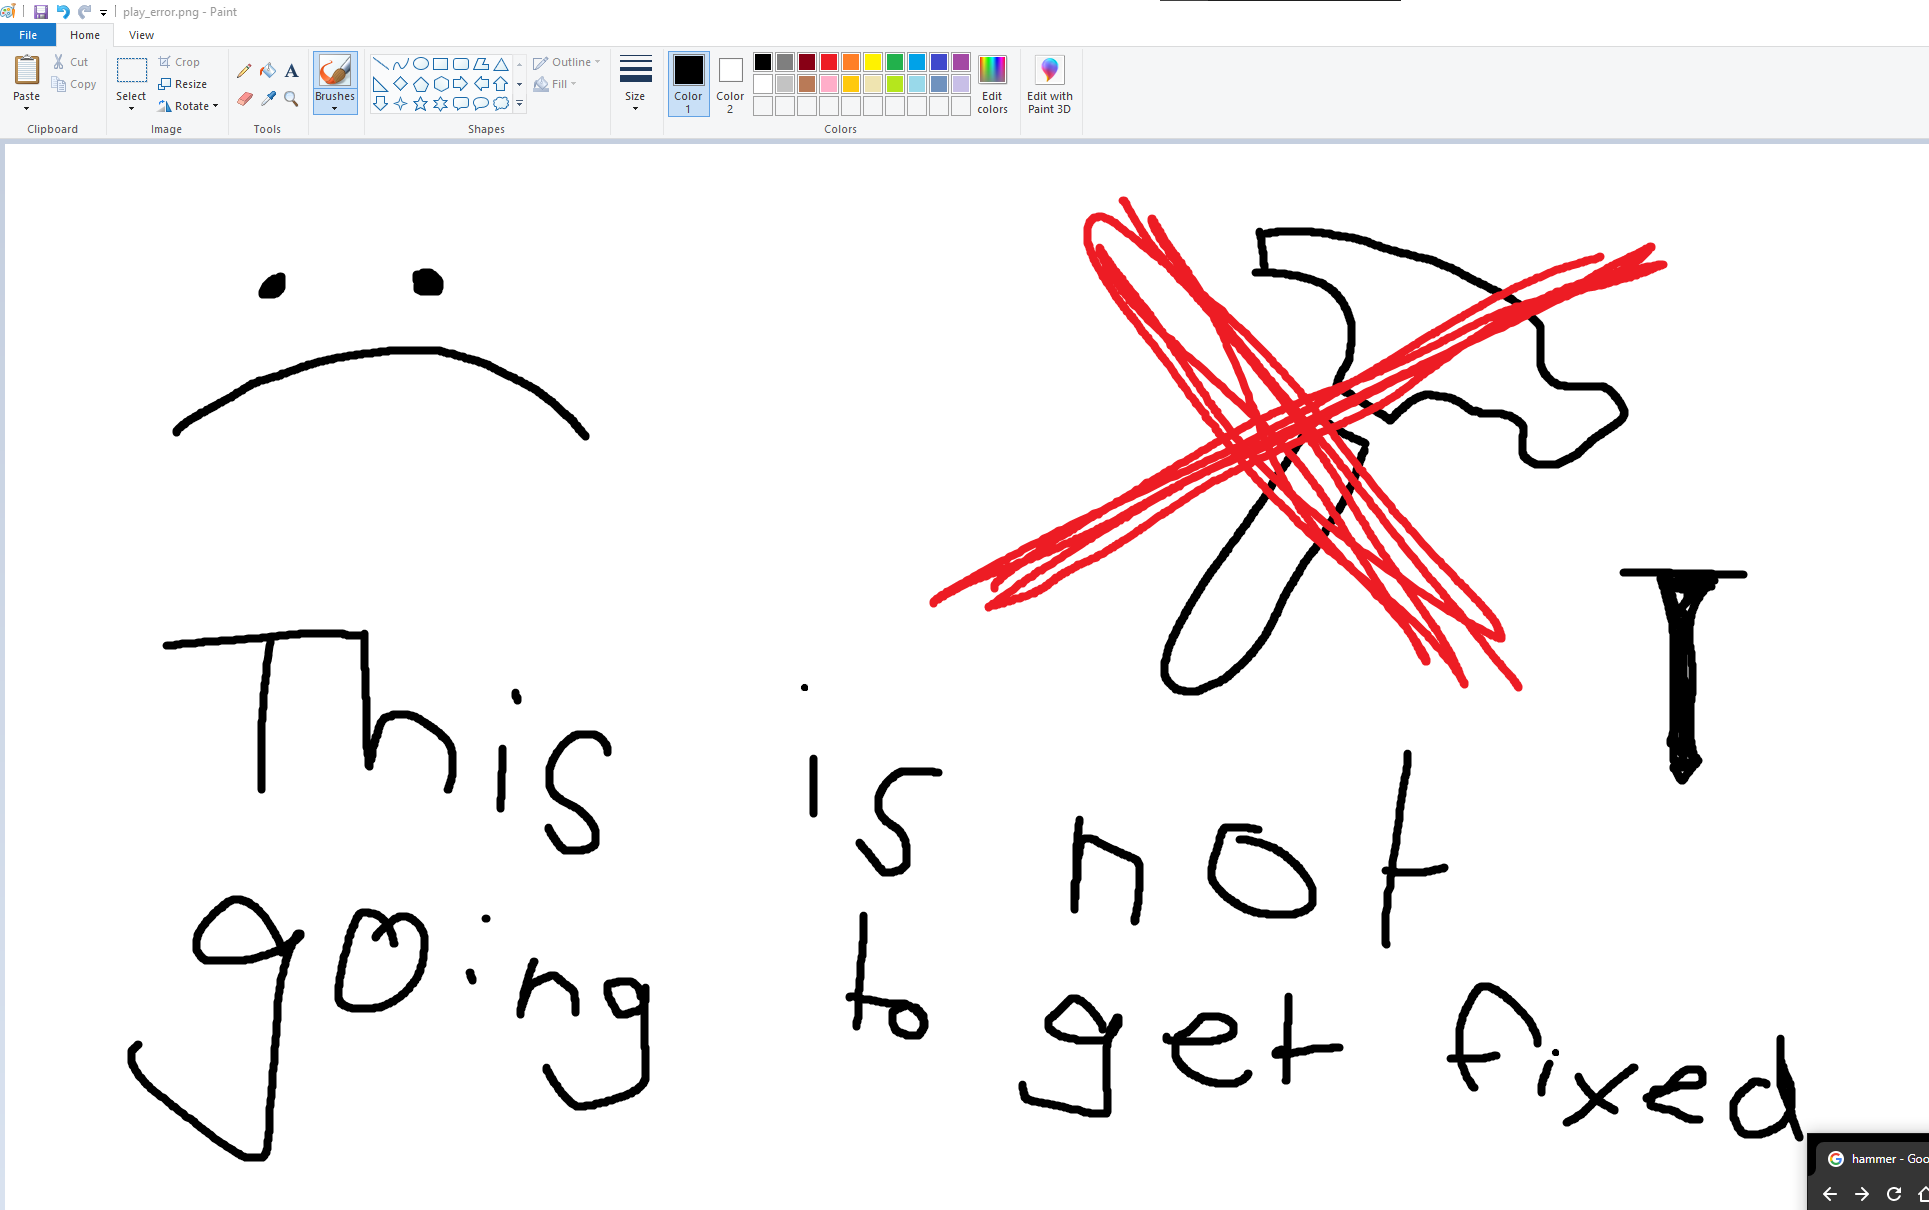 play_error.png - Paint
File Home View
Paste Cut Copy Select Crop Resize Rotate Brushes Outline Fill Size Color 1 Color 2 Edit colors Edit with Paint 3D
Clipboard Image Tools Shapes Colors
This is not
going to get fixed
hammer - Goo